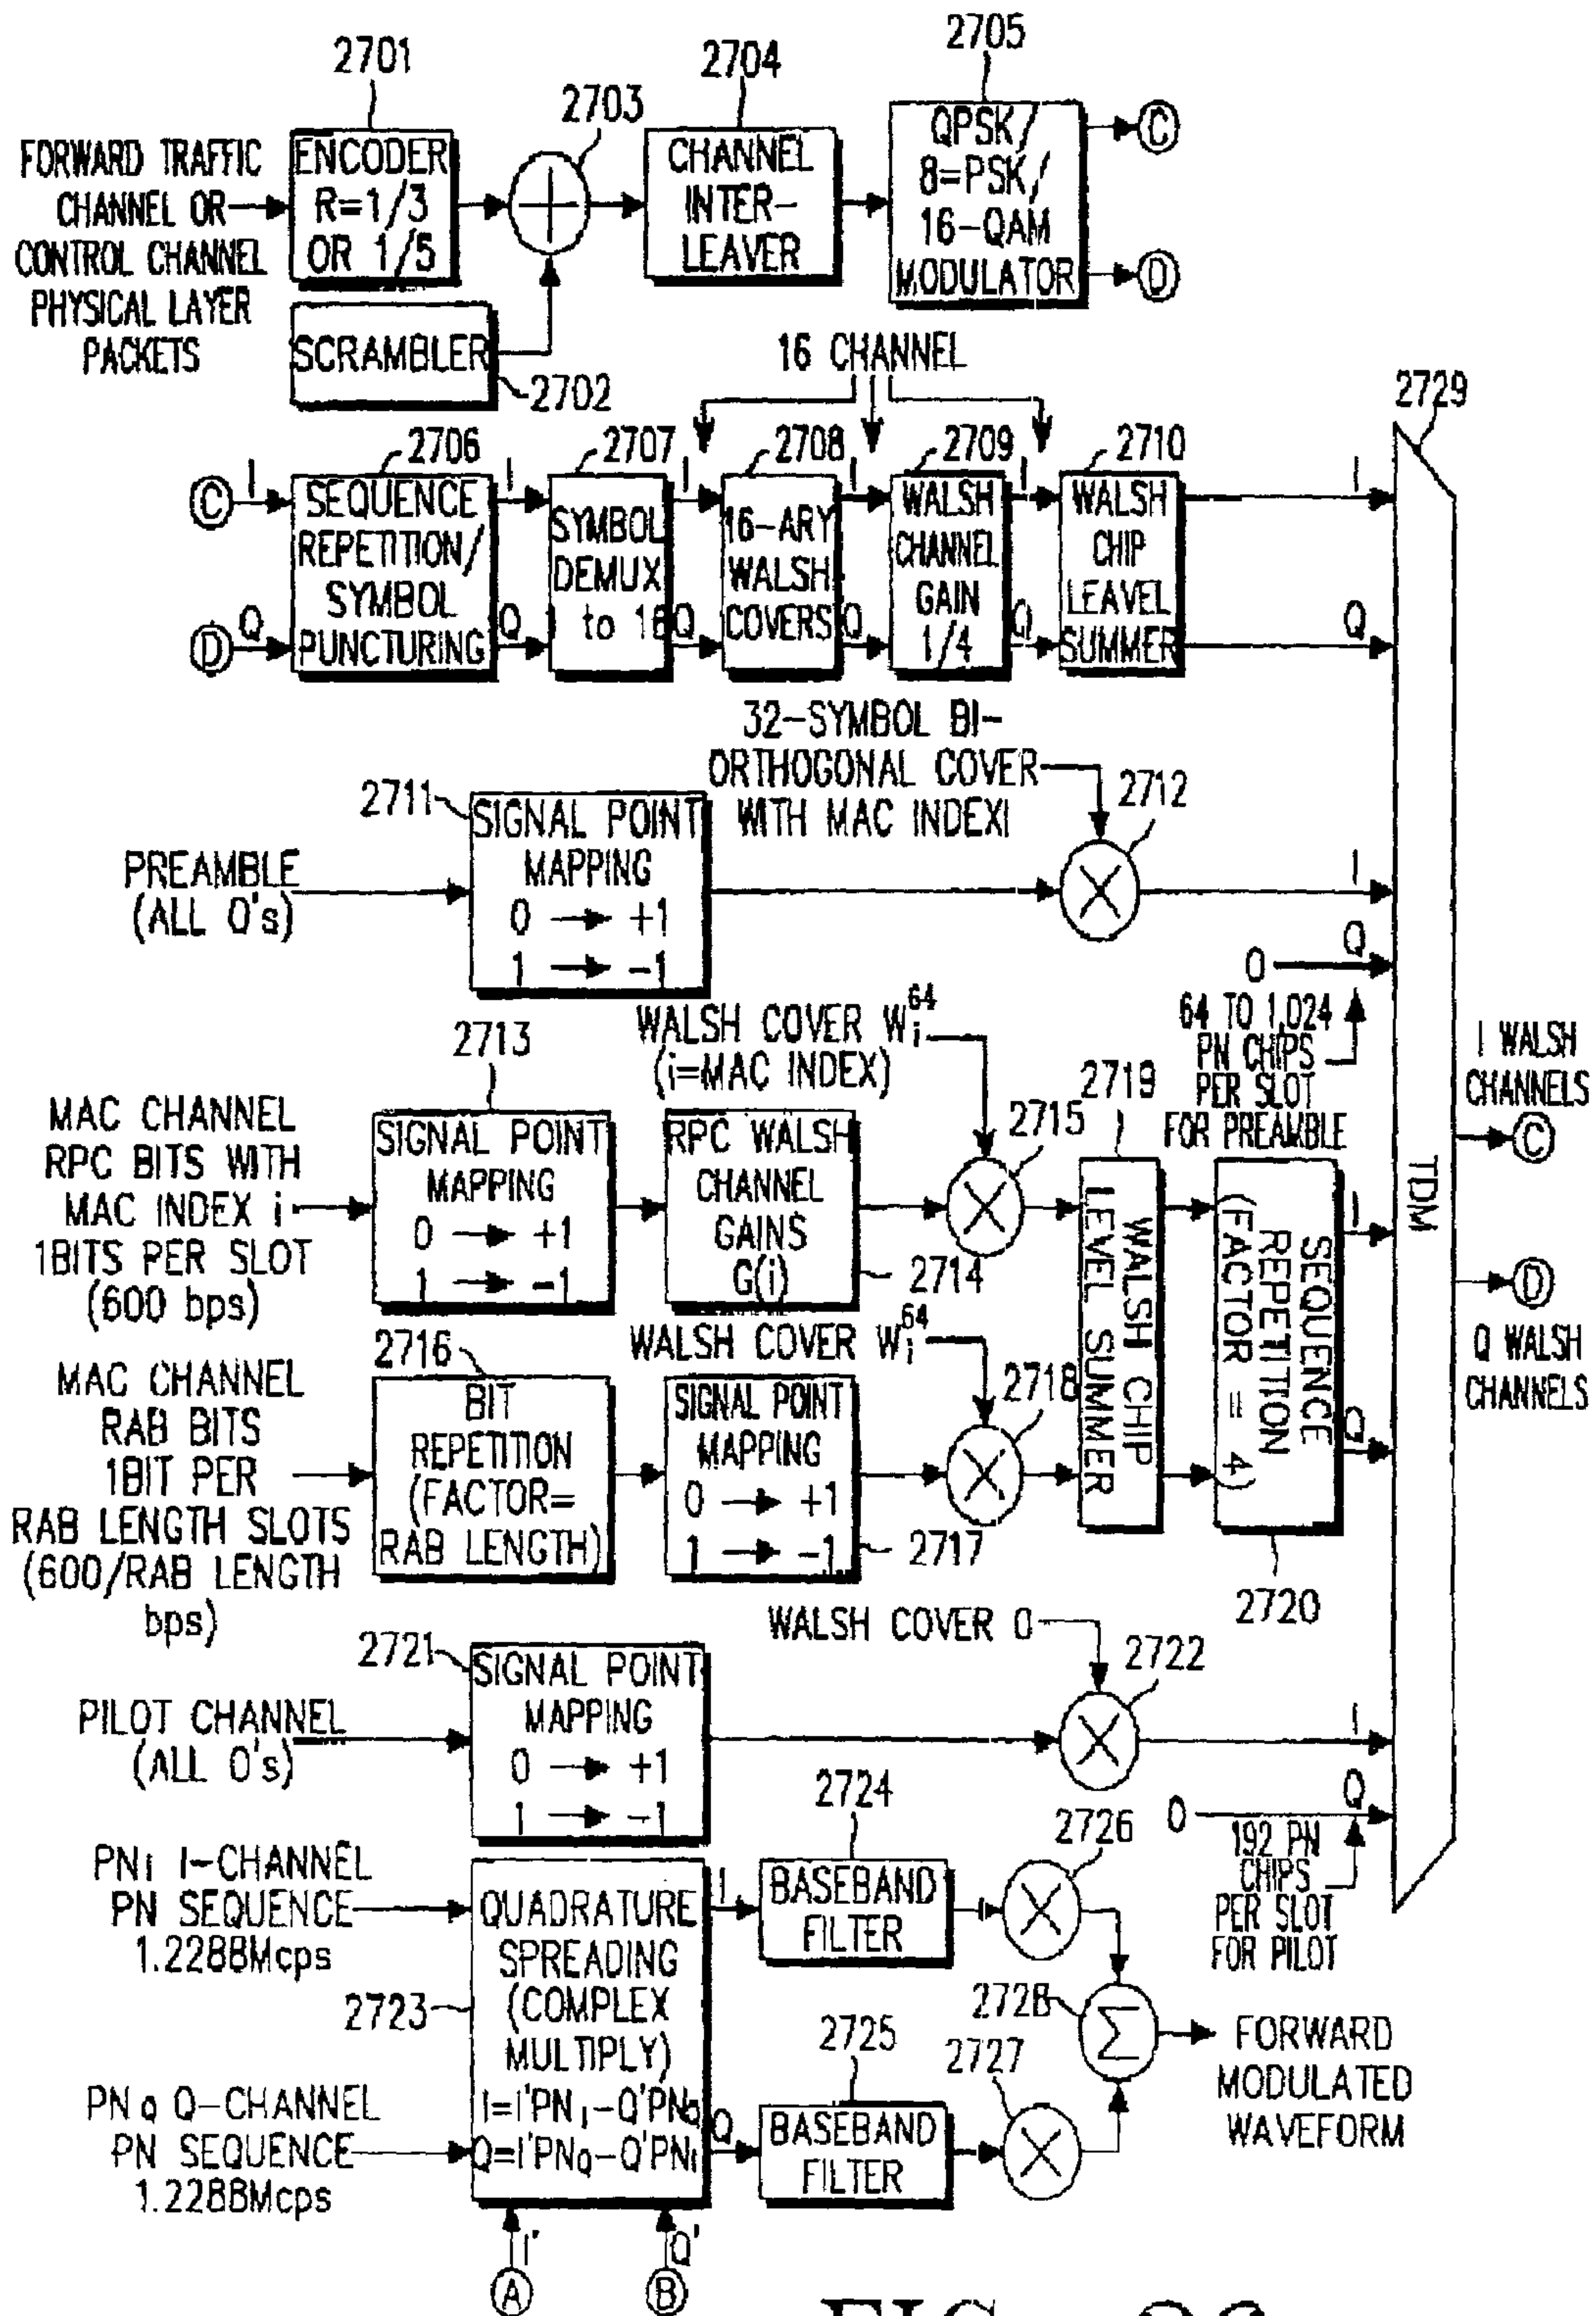 2701
2703
2704
2705
FORWARD TRAFFIC
CHANNEL OR
CONTROL CHANNEL
PHYSICAL LAYER
PACKETS
ENCODER
R=1/3
OR 1/5
CHANNEL
INTER-
LEAVER
QPSK/
8=PSK/
16-QAM
MODULATOR
C
D
SCRAMBLER
2702
16 CHANNEL
2729
2706
2707
2708
2709
2710
C
I
D
Q
SEQUENCE
REPETITION/
SYMBOL
PUNCTURING
I
Q
SYMBOL
DEMUX
1 to 16
I
Q
16-ARY
WALSH
COVERS
I
Q
WALSH
CHANNEL
GAIN
1/4
I
Q
WALSH
CHIP
LEAVEL
SUMMER
I
Q
32-SYMBOL BI-
ORTHOGONAL COVER
WITH MAC INDEXI
2711
2712
PREAMBLE
(ALL 0's)
SIGNAL POINT
MAPPING
0 → +1
1 → -1
I
0
Q
64 TO 1,024
PN CHIPS
PER SLOT
FOR PREAMBLE
2713
WALSH COVER Wi64
(i=MAC INDEX)
2715
2719
MAC CHANNEL
RPC BITS WITH
MAC INDEX i
1BITS PER SLOT
(600 bps)
SIGNAL POINT
MAPPING
0 → +1
1 → -1
RPC WALSH
CHANNEL
GAINS
G(i)
2714
WALSH CHIP
LEVEL SUMMER
SEQUENCE
REPETITION
(FACTOR = 4)
I
Q
TDM
I WALSH
CHANNELS
C
D
Q WALSH
CHANNELS
2716
WALSH COVER Wi64
2718
MAC CHANNEL
RAB BITS
1BIT PER
RAB LENGTH SLOTS
(600/RAB LENGTH
bps)
BIT
REPETITION
(FACTOR=
RAB LENGTH)
SIGNAL POINT
MAPPING
0 → +1
1 → -1
2717
2720
WALSH COVER 0
2721
2722
PILOT CHANNEL
(ALL 0's)
SIGNAL POINT
MAPPING
0 → +1
1 → -1
I
0
Q
192 PN
CHIPS
PER SLOT
FOR PILOT
2724
2726
PNI I-CHANNEL
PN SEQUENCE
1.2288Mcps
2723
PNQ Q-CHANNEL
PN SEQUENCE
1.2288Mcps
QUADRATURE
SPREADING
(COMPLEX
MULTIPLY)
I=I'PNI-Q'PNQ
Q=I'PNQ-Q'PNI
I
Q
BASEBAND
FILTER
2725
BASEBAND
FILTER
2727
2728
Σ
FORWARD
MODULATED
WAVEFORM
I'
Q'
A
B